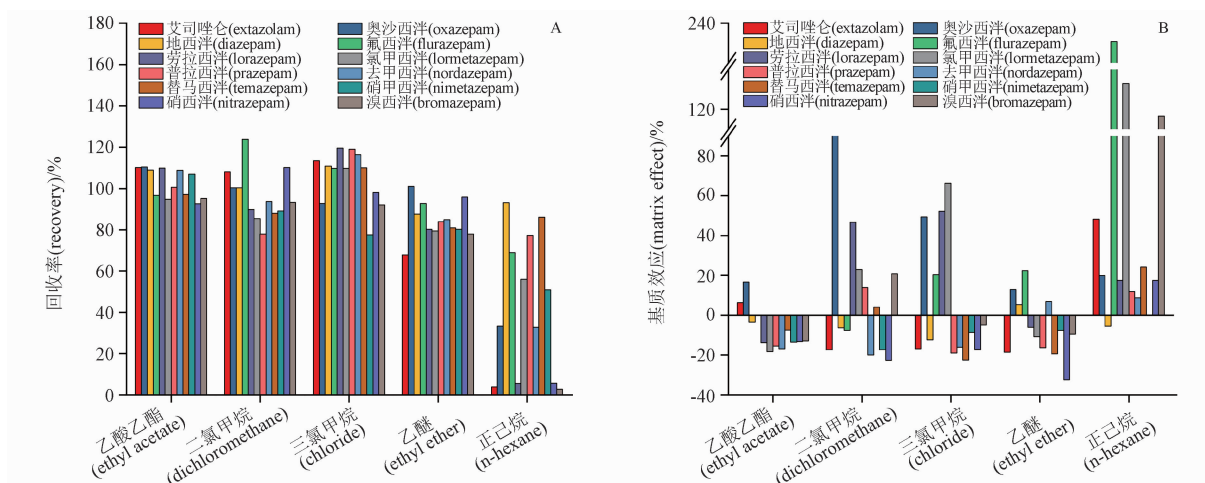 A
回收率(recovery)/%
180
160
140
120
100
80
60
40
20
0
艾司唑仑(extazolam)
奥沙西泮(oxazepam)
地西泮(diazepam)
氟西泮(flurazepam)
劳拉西泮(lorazepam)
氯甲西泮(lormetazepam)
普拉西泮(prazepam)
去甲西泮(nordazepam)
替马西泮(temazepam)
硝甲西泮(nimetazepam)
硝西泮(nitrazepam)
溴西泮(bromazepam)
乙酸乙酯
(ethyl acetate)
二氯甲烷
(dichloromethane)
三氯甲烷
(chloride)
乙醚
(ethyl ether)
正己烷
(n-hexane)
B
基质效应(matrix effect)/%
240
120
80
60
40
20
0
-20
-40
艾司唑仑(extazolam)
奥沙西泮(oxazepam)
地西泮(diazepam)
氟西泮(flurazepam)
劳拉西泮(lorazepam)
氯甲西泮(lormetazepam)
普拉西泮(prazepam)
去甲西泮(nordazepam)
替马西泮(temazepam)
硝甲西泮(nimetazepam)
硝西泮(nitrazepam)
溴西泮(bromazepam)
乙酸乙酯
(ethyl acetate)
二氯甲烷
(dichloromethane)
三氯甲烷
(chloride)
乙醚
(ethyl ether)
正己烷
(n-hexane)